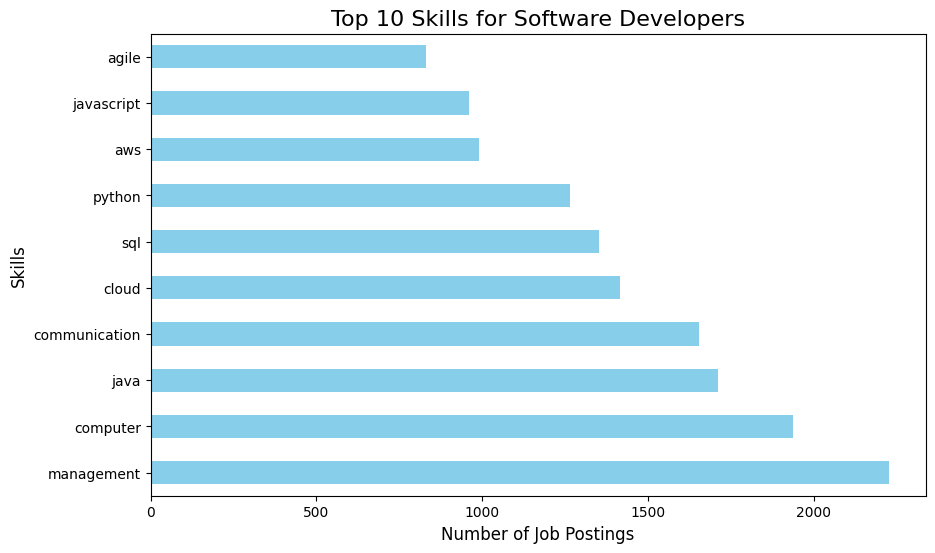 Top 10 Skills for Software Developers
agile
javascript
aws
python
sql
cloud
communication
java
computer
management
Skills
0 500 1000 1500 2000
Number of Job Postings